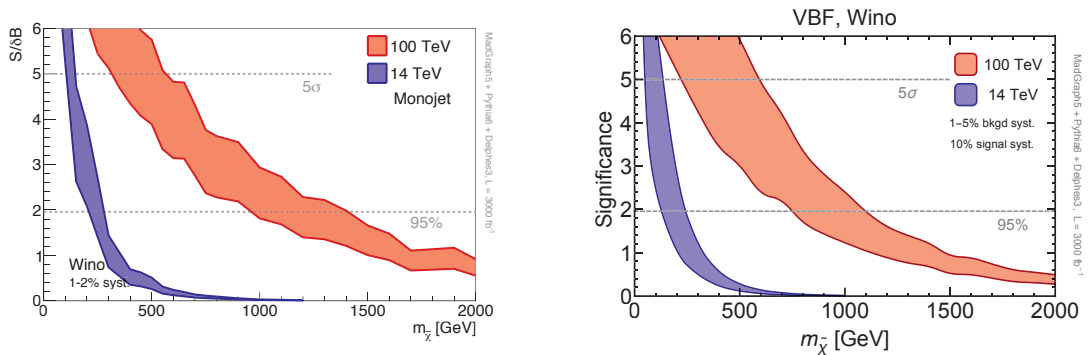 S/δB
6
5
4
3
2
1
0
100 TeV
14 TeV
Monojet
5σ
95%
Wino
1-2% syst.
0 500 1000 1500 2000
m_χ̃ [GeV]
MadGraph5 + Pythia6 + Delphes3, L = 3000 fb⁻¹
VBF, Wino
Significance
6
5
4
3
2
1
0
100 TeV
14 TeV
1-5% bkgd syst.
10% signal syst.
5σ
95%
0 500 1000 1500 2000
m_χ̃ [GeV]
MadGraph5 + Pythia6 + Delphes3, L = 3000 fb⁻¹